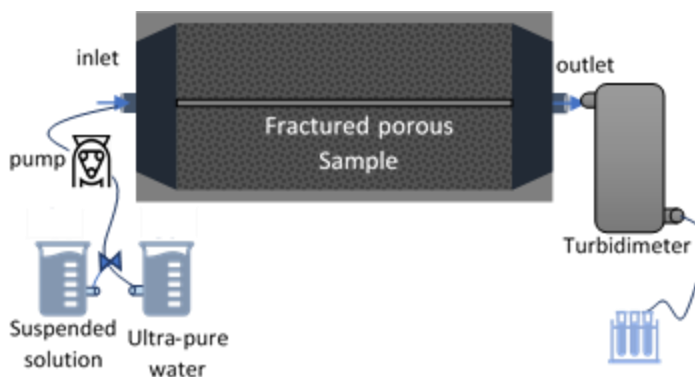 inlet
outlet
Fractured porous
Sample
pump
Turbidimeter
Suspended
solution
Ultra-pure
water